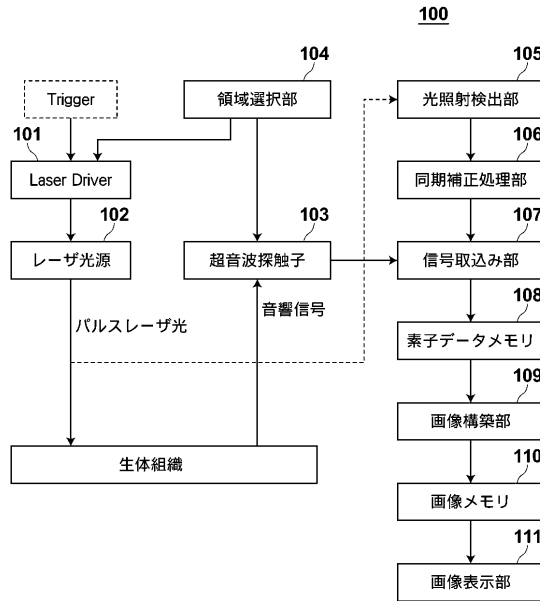 100
104
105
Trigger
領域選択部
光照射検出部
101
106
Laser Driver
同期補正処理部
102
103
107
レーザ光源
超音波探触子
信号取込み部
パルスレーザ光
音響信号
108
素子データメモリ
109
画像構築部
生体組織
110
画像メモリ
111
画像表示部